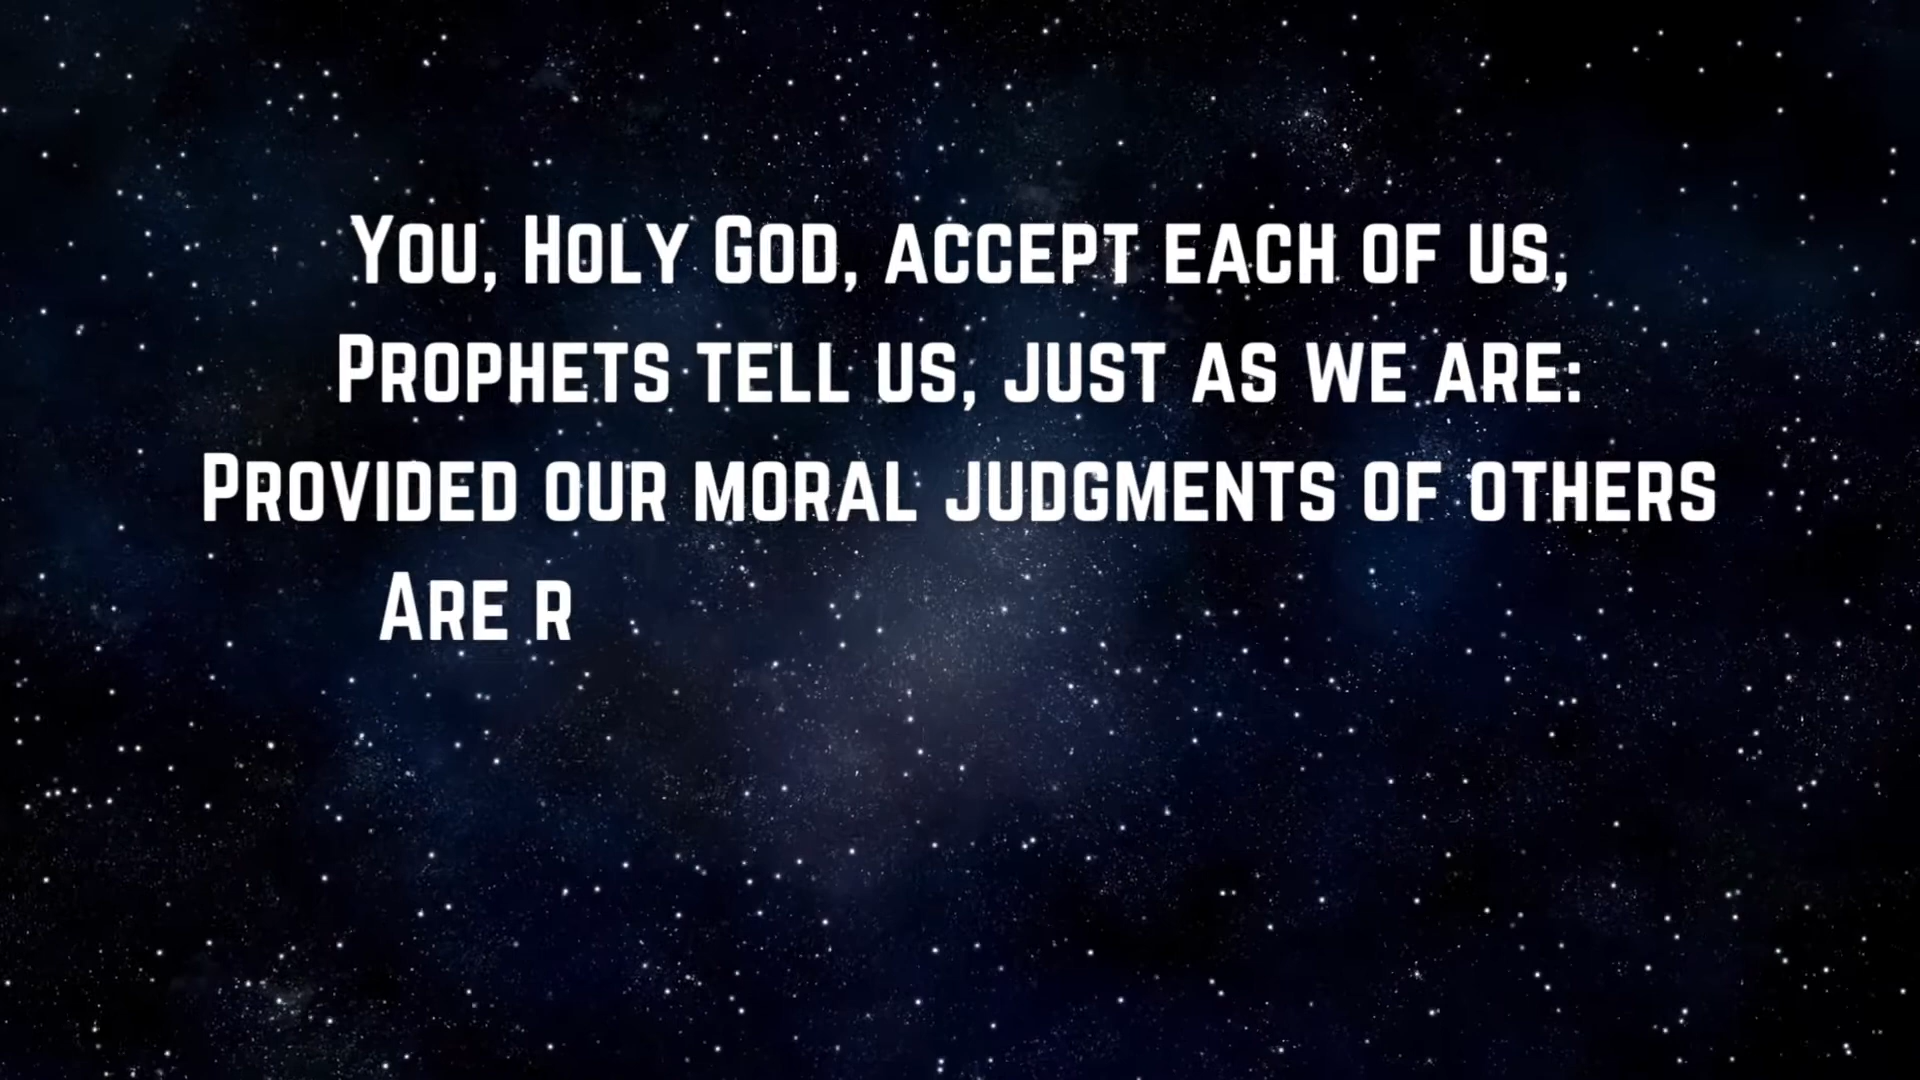 You, Holy God, accept each of us,
Prophets tell us, just as we are:
Provided our moral judgments of others
Are r